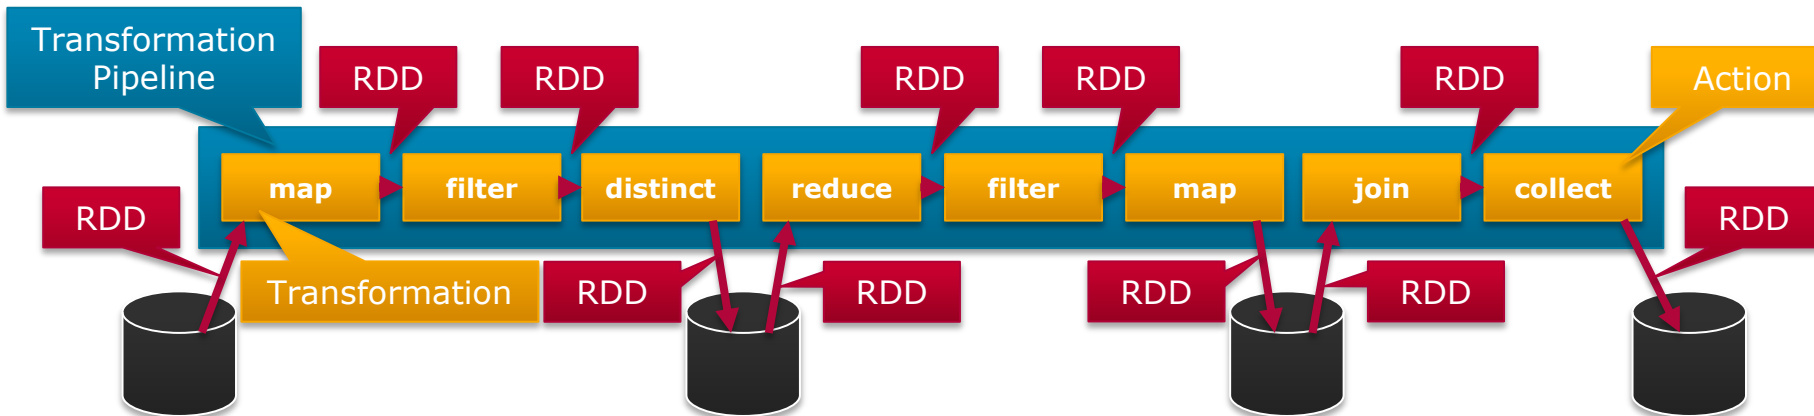 Transformation
Pipeline
RDD
RDD
RDD
RDD
RDD
Action
map
filter
distinct
reduce
filter
map
join
collect
RDD
Transformation
RDD
RDD
RDD
RDD
RDD